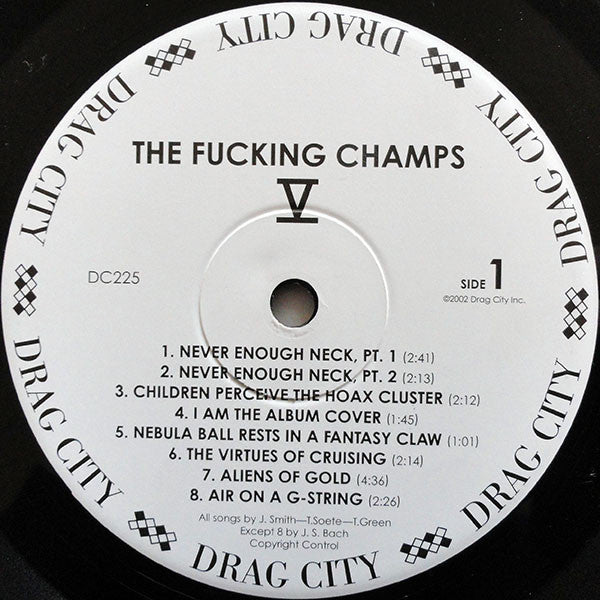 DRAG CITY
DRAG CITY
DRAG CITY
THE FUCKING CHAMPS
V
DC225
SIDE 1
©2002 Drag City Inc.
1. NEVER ENOUGH NECK, PT. 1 (2:41)
2. NEVER ENOUGH NECK, PT. 2 (2:13)
3. CHILDREN PERCEIVE THE HOAX CLUSTER (2:12)
4. I AM THE ALBUM COVER (1:45)
5. NEBULA BALL RESTS IN A FANTASY CLAW (1:01)
6. THE VIRTUES OF CRUISING (2:14)
7. ALIENS OF GOLD (4:36)
8. AIR ON A G-STRING (2:26)
All songs by J. Smith—T.Soete—T.Green
Except 8 by J. S. Bach
Copyright Control
DRAG CITY
DRAG CITY
DRAG CITY